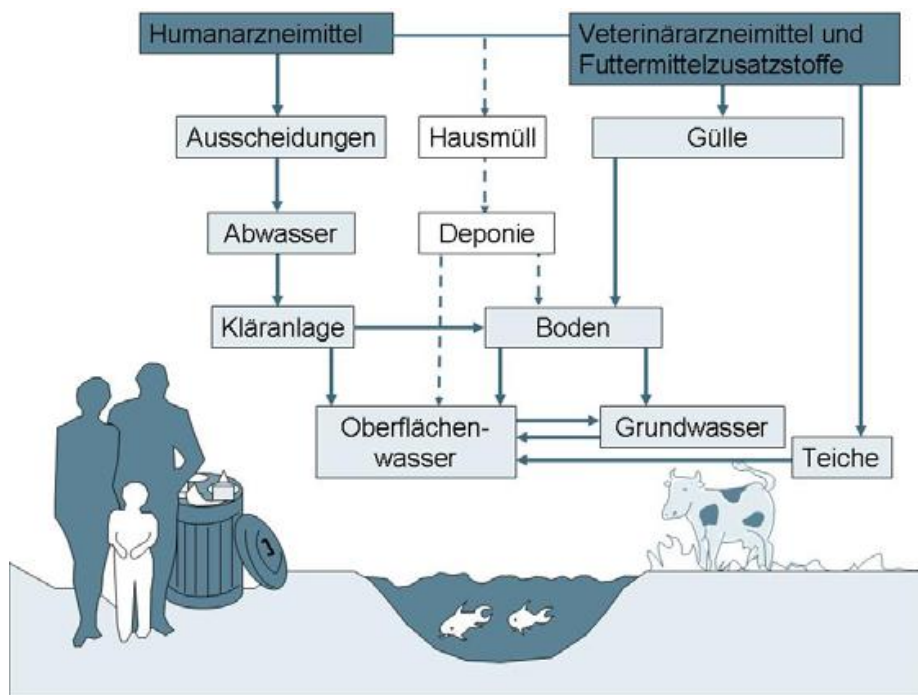 Humanarzneimittel
Veterinärarzneimittel und
Futtermittelzusatzstoffe
Ausscheidungen
Hausmüll
Gülle
Abwasser
Deponie
Kläranlage
Boden
Oberflächen-
wasser
Grundwasser
Teiche